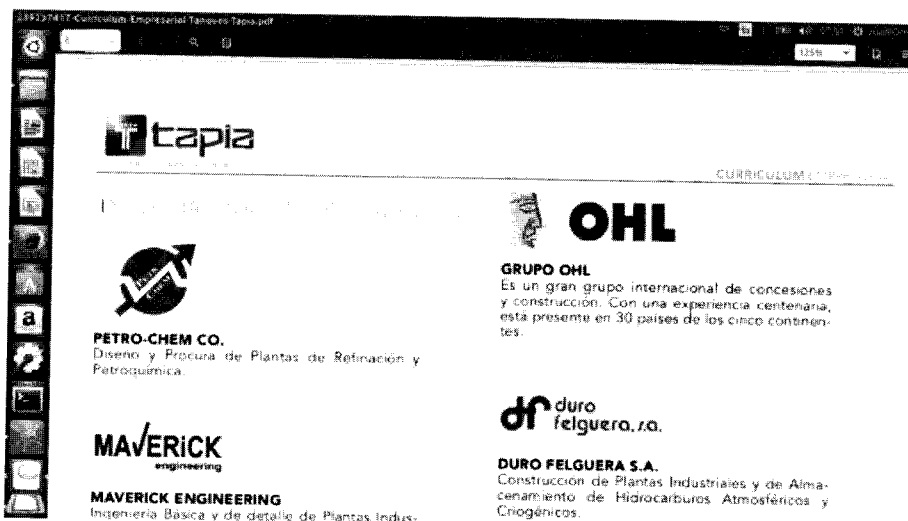 239237417-Curriculum-Empresarial-Tanques-Tapia.pdf
125%
tapia
CURRICULUM
PETRO-CHEM CO.
Diseño y Procura de Plantas de Refinación y
Petroquímica.
MAVERiCK
engineering
MAVERICK ENGINEERING
Ingeniería Básica y de detalle de Plantas Indus-
OHL
GRUPO OHL
Es un gran grupo internacional de concesiones
y construcción. Con una experiencia centenaria,
está presente en 30 países de los cinco continen-
tes.
df duro
felguera, s.a.
DURO FELGUERA S.A.
Construcción de Plantas Industriales y de Alma-
cenamiento de Hidrocarburos Atmosféricos y
Criogénicos.